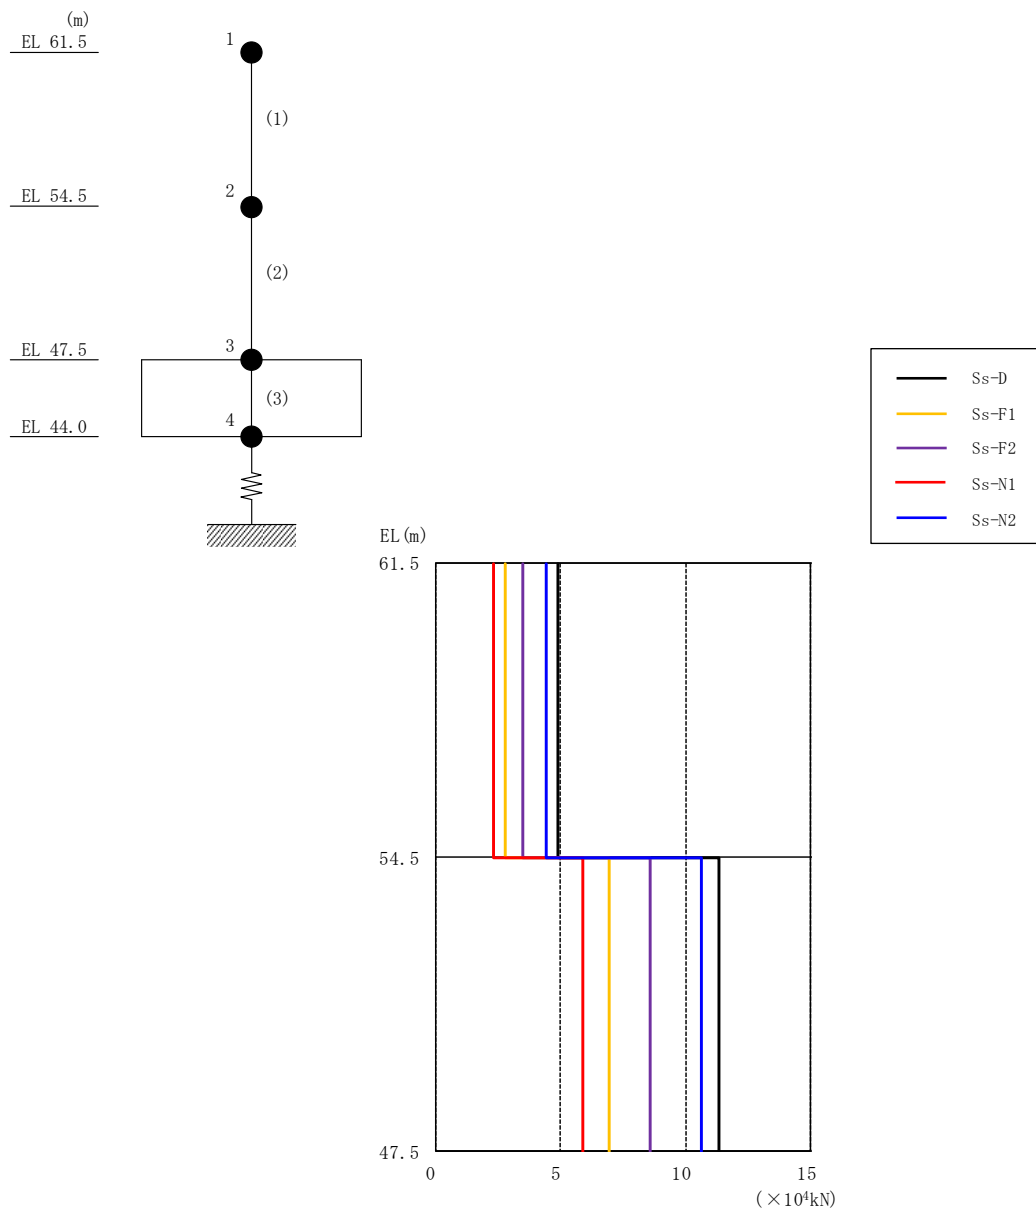 (m)
EL 61.5
1
(1)
EL 54.5
2
(2)
EL 47.5
3
(3)
EL 44.0
4
Ss-D
Ss-F1
Ss-F2
Ss-N1
Ss-N2
EL(m)
61.5
54.5
47.5
0 5 10 15
(×10⁴kN)